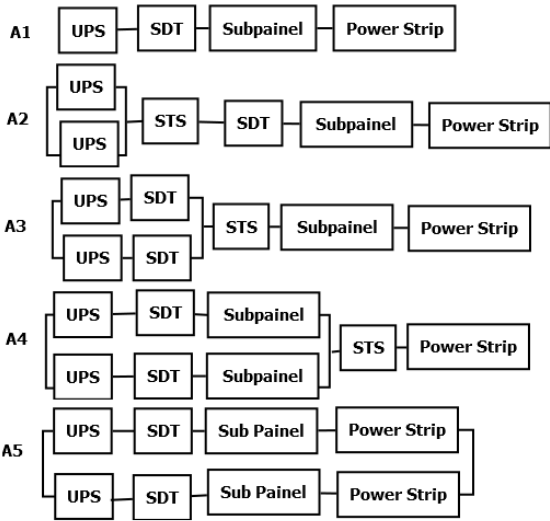 A1 UPS SDT Subpainel Power Strip
UPS
A2 STS SDT Subpainel Power Strip
UPS
UPS SDT
A3 STS Subpainel Power Strip
UPS SDT
UPS SDT Subpainel
A4 STS Power Strip
UPS SDT Subpainel
UPS SDT Sub Painel Power Strip
A5
UPS SDT Sub Painel Power Strip